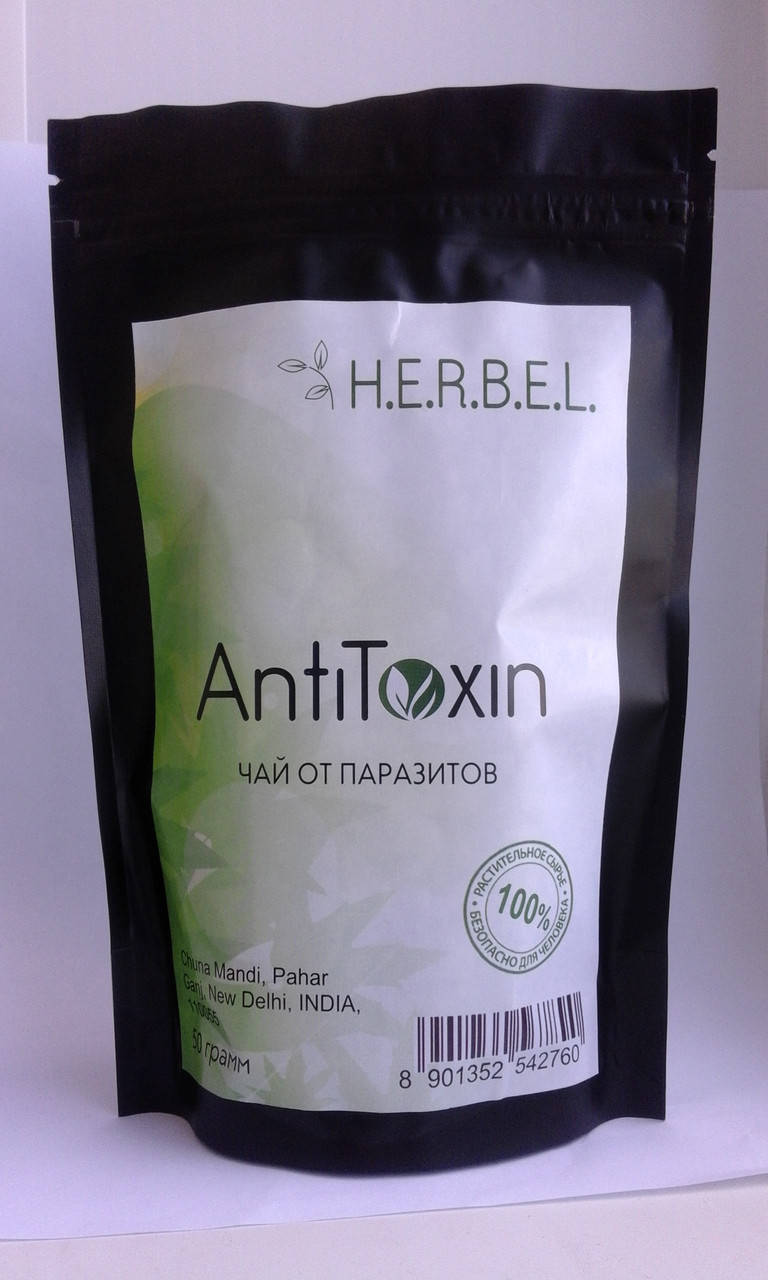 H.E.R.B.E.L.
AntiToxin
ЧАЙ ОТ ПАРАЗИТОВ
РАСТИТЕЛЬНОЕ СЫРЬЕ
100%
БЕЗОПАСНО ДЛЯ ЧЕЛОВЕКА
Chuna Mandi, Pahar
Ganj, New Delhi, INDIA,
110055
50 грамм
8 901352 542760